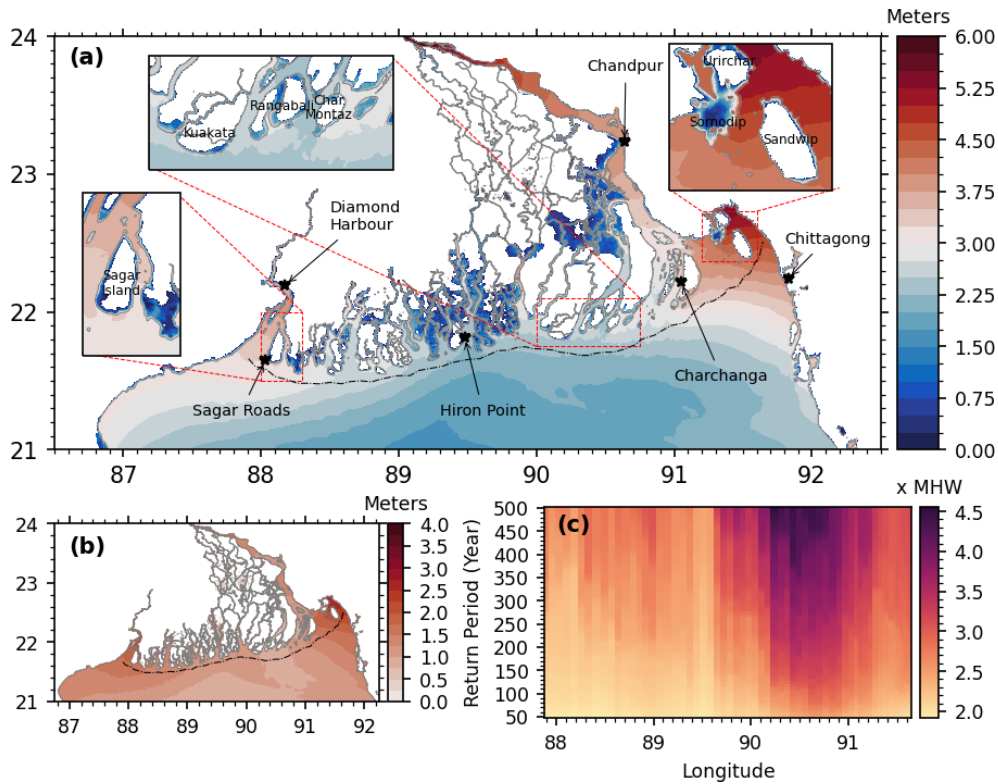 Meters
(a)
24
23
22
21
87
88
89
90
91
92
6.00
5.25
4.50
3.75
3.00
2.25
1.50
0.75
0.00
Kuakata
Rangabali
Char
Montaz
Sagar
Island
Urirchar
Sornodip
Sandwip
Chandpur
Diamond
Harbour
Chittagong
Sagar Roads
Hiron Point
Charchanga
Meters
(b)
24
23
22
21
87
88
89
90
91
92
4.0
3.5
3.0
2.5
2.0
1.5
1.0
0.5
0.0
x MHW
(c)
Return Period (Year)
500
450
400
350
300
250
200
150
100
50
88
89
90
91
Longitude
4.5
4.0
3.5
3.0
2.5
2.0